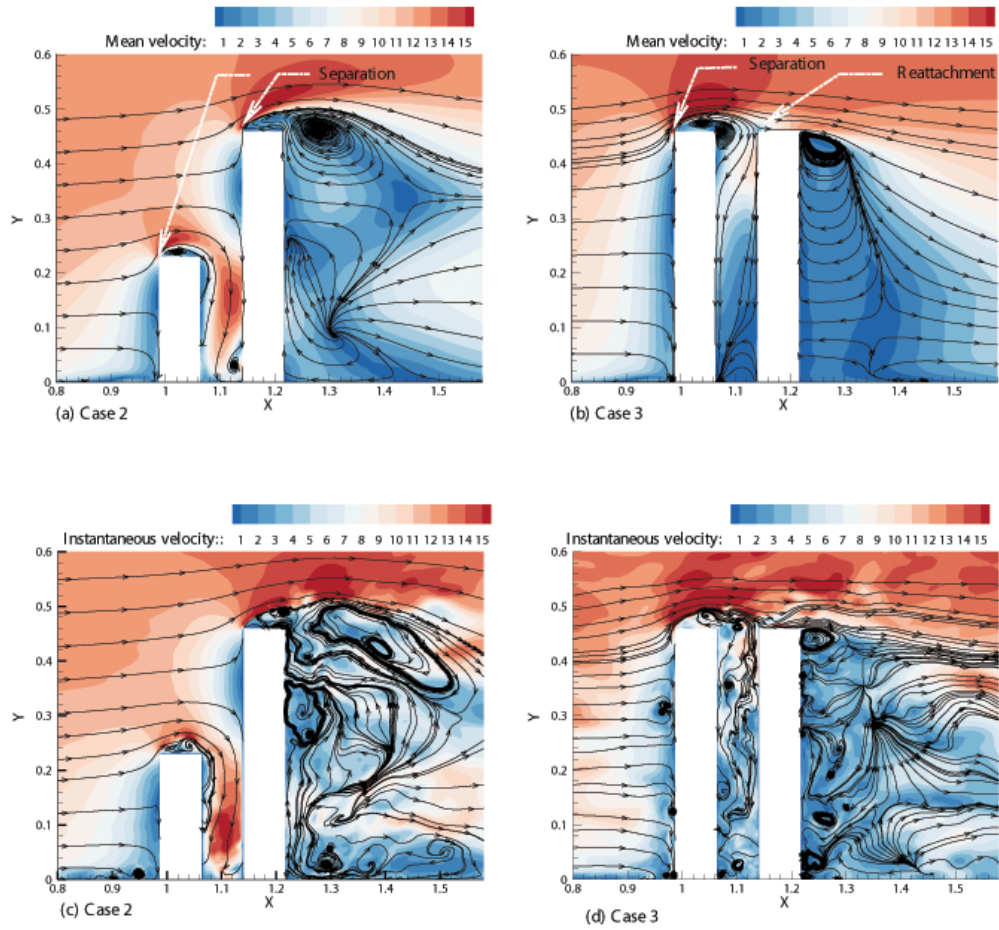 Mean velocity: 1 2 3 4 5 6 7 8 9 10 11 12 13 14 15
Separation
0.6
0.5
0.4
0.3
0.2
0.1
0
Y
0.8 0.9 1 1.1 1.2 1.3 1.4 1.5
X
(a) Case 2
Mean velocity: 1 2 3 4 5 6 7 8 9 10 11 12 13 14 15
Separation
Reattachment
0.6
0.5
0.4
0.3
0.2
0.1
0
Y
0.8 0.9 1 1.1 1.2 1.3 1.4 1.5
X
(b) Case 3
Instantaneous velocity:: 1 2 3 4 5 6 7 8 9 10 11 12 13 14 15
0.6
0.5
0.4
0.3
0.2
0.1
0
Y
0.8 0.9 1 1.1 1.2 1.3 1.4 1.5
X
(c) Case 2
Instantaneous velocity: 1 2 3 4 5 6 7 8 9 10 11 12 13 14 15
0.6
0.5
0.4
0.3
0.2
0.1
0
Y
0.8 0.9 1 1.1 1.2 1.3 1.4 1.5
X
(d) Case 3